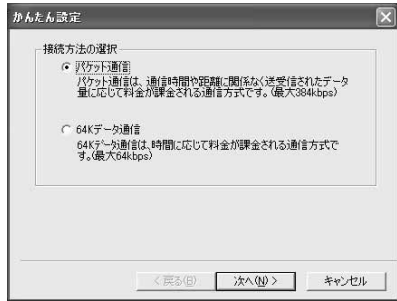 かんたん設定
接続方法の選択
パケット通信
パケット通信は、通信時間や距離に関係なく送受信されたデータ
量に応じて料金が課金される通信方式です。(最大384kbps)
64Kデータ通信
64Kデータ通信は、時間に応じて料金が課金される通信方式で
す。(最大64kbps)
< 戻る(B)
次へ(N) >
キャンセル